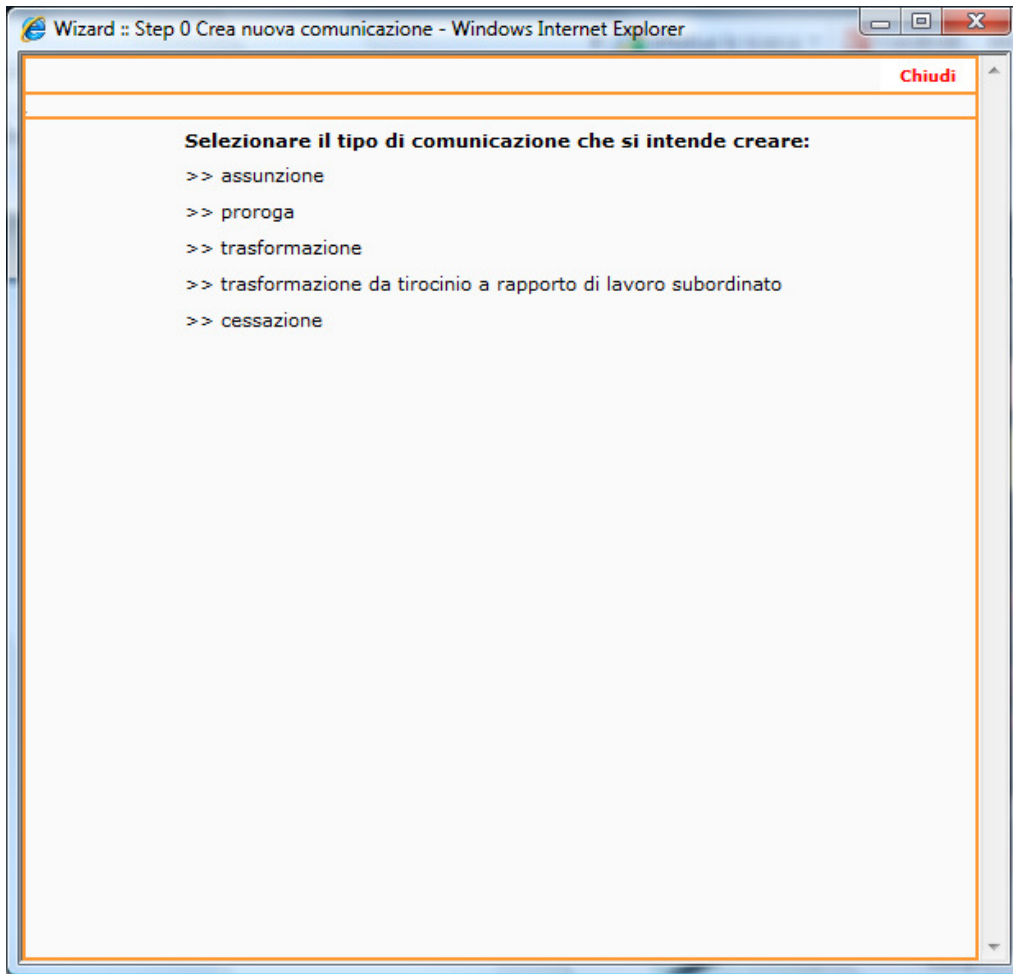 Wizard :: Step 0 Crea nuova comunicazione - Windows Internet Explorer
Chiudi
Selezionare il tipo di comunicazione che si intende creare:
>> assunzione
>> proroga
>> trasformazione
>> trasformazione da tirocinio a rapporto di lavoro subordinato
>> cessazione